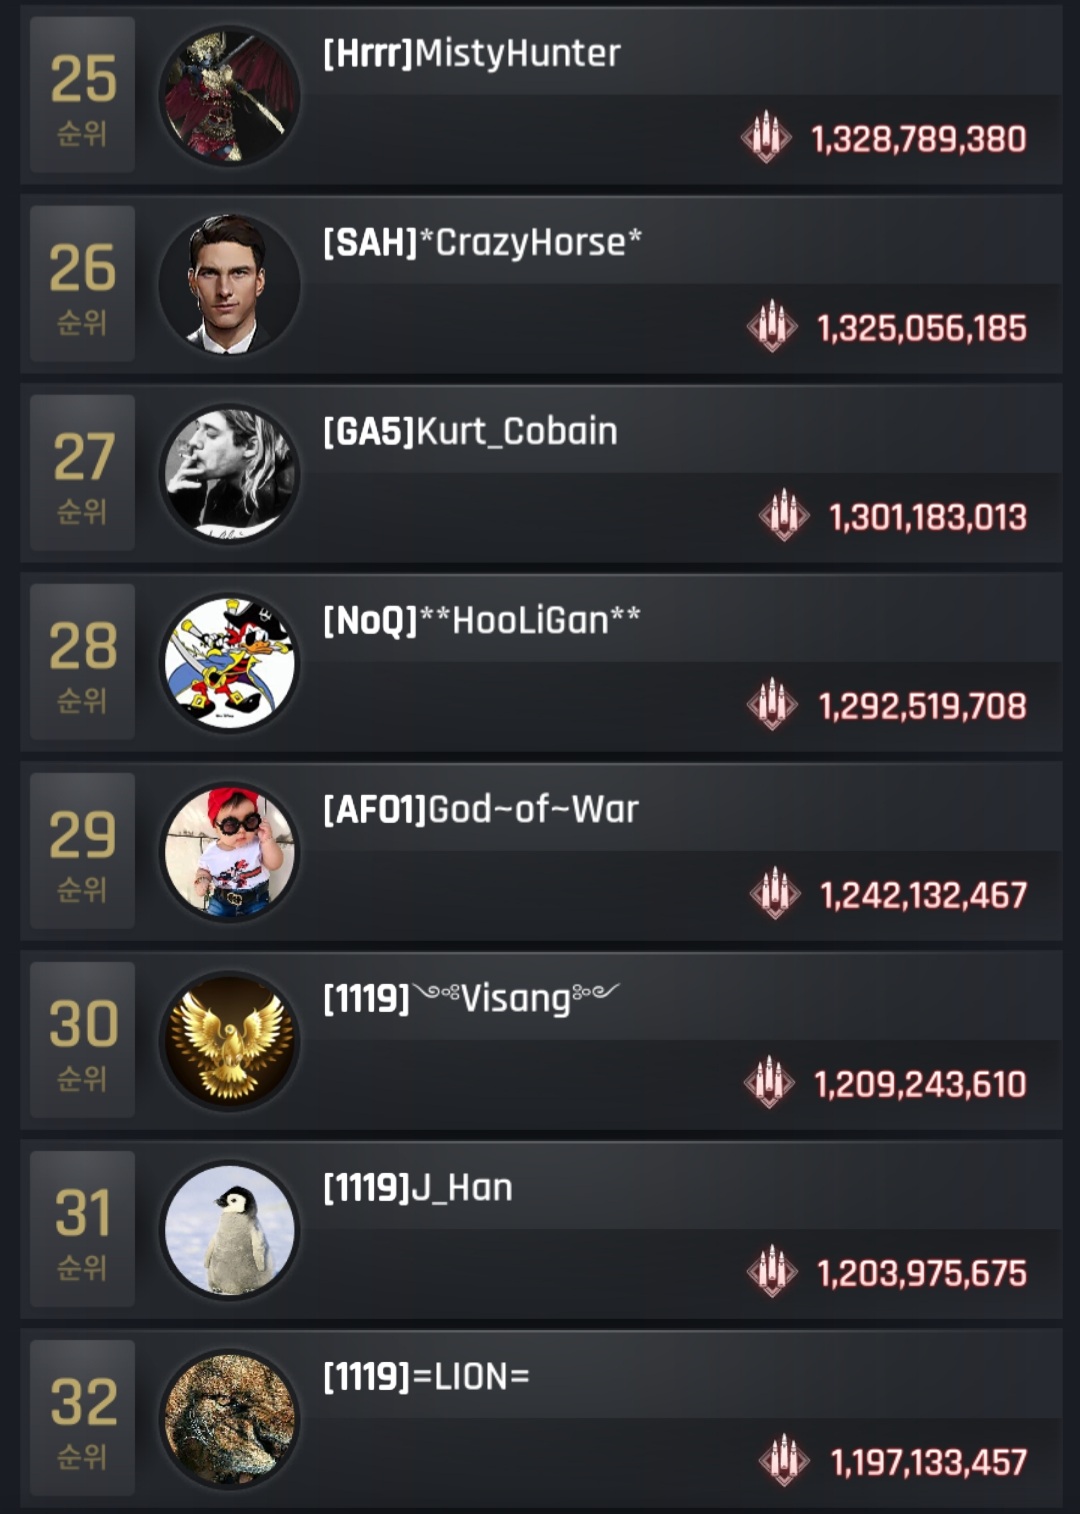 25
순위
[Hrrr]MistyHunter
1,328,789,380
26
순위
[SAH]*CrazyHorse*
1,325,056,185
27
순위
[GA5]Kurt_Cobain
1,301,183,013
28
순위
[NoQ]**HooLiGan**
1,292,519,708
29
순위
[AFO1]God~of~War
1,242,132,467
30
순위
[1119]༺Visang༻
1,209,243,610
31
순위
[1119]J_Han
1,203,975,675
32
순위
[1119]=LION=
1,197,133,457